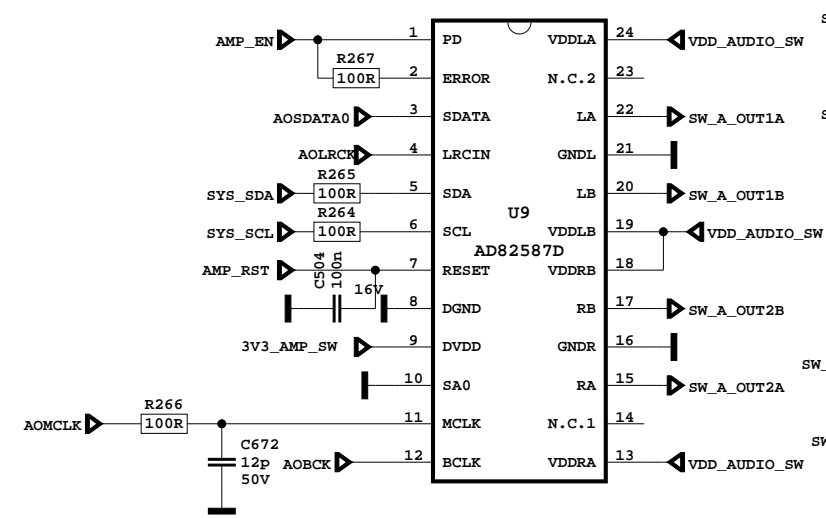 AMP_EN 1 PD VDDLA 24 VDD_AUDIO_SW
R267
100R 2 ERROR N.C.2 23
AOSDATA0 3 SDATA LA 22 SW_A_OUT1A
AOLRCK 4 LRCIN GNDL 21
R265
SYS_SDA 100R 5 SDA LB 20 SW_A_OUT1B
R264 U9
SYS_SCL 100R 6 SCL VDDLB 19 VDD_AUDIO_SW
AD82587D
AMP_RST C504 100n 7 RESET VDDRB 18
16V
8 DGND RB 17 SW_A_OUT2B
3V3_AMP_SW 9 DVDD GNDR 16
SW_
10 SA0 RA 15 SW_A_OUT2A
R266
AOMCLK 100R 11 MCLK N.C.1 14
C672
12p
50V
AOBCK 12 BCLK VDDRA 13 VDD_AUDIO_SW